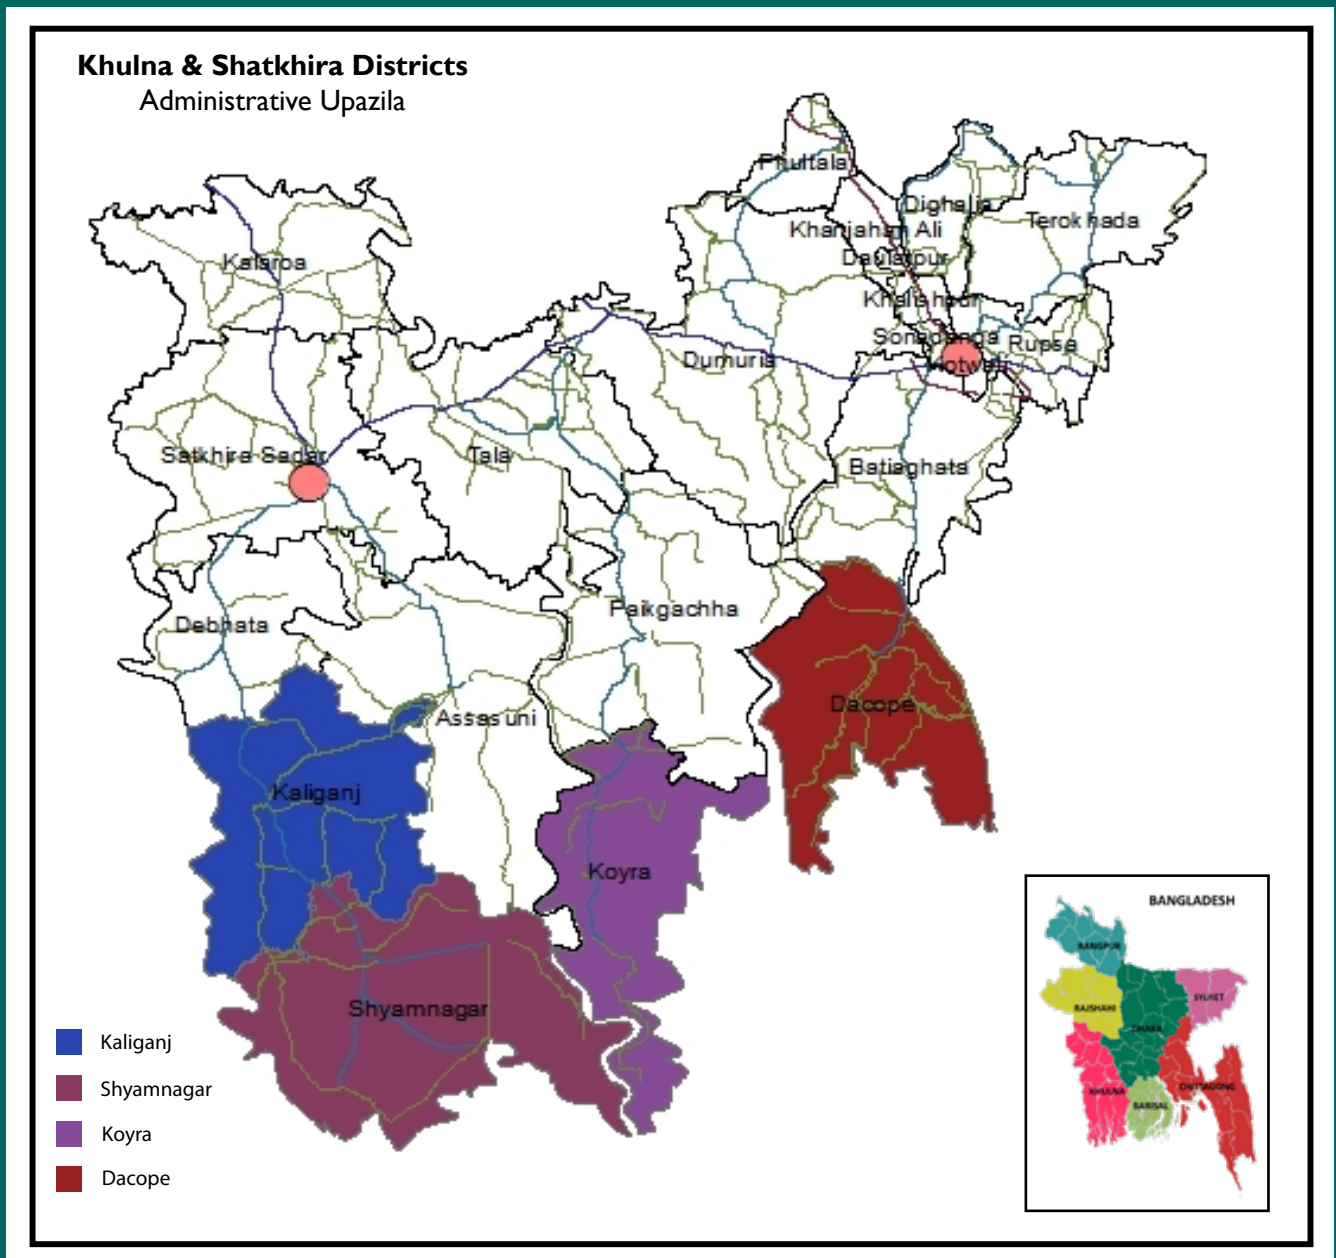 Khulna & Shatkhira Districts
Administrative Upazila
Phultala
Dighalia
Khanjahan Ali
Terokhada
Daulatpur
Kalaroa
Khalishpur
Sonadanga
Rupsa
Dumuria
Kotwali
Satkhira Sadar
Tala
Batiaghata
Debhata
Paikgachha
Dacope
Assasuni
Kaliganj
Koyra
Shyamnagar
Kaliganj
Shyamnagar
Koyra
Dacope
BANGLADESH
RANGPUR
SYLHET
RAJSHAHI
DHAKA
CHITTAGONG
KHULNA
BARISAL